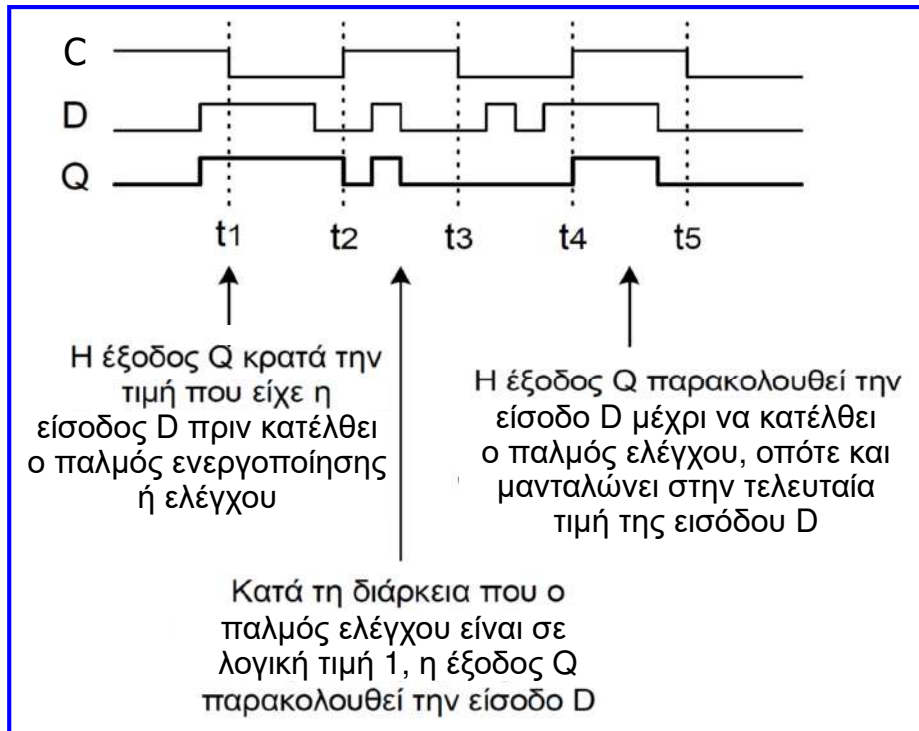 C
D
Q
t1 t2 t3 t4 t5
Η έξοδος Q κρατά την
τιμή που είχε η
είσοδος D πριν κατέλθει
ο παλμός ενεργοποίησης
ή ελέγχου
Η έξοδος Q παρακολουθεί την
είσοδο D μέχρι να κατέλθει
ο παλμός ελέγχου, οπότε και
μανταλώνει στην τελευταία
τιμή της εισόδου D
Κατά τη διάρκεια που ο
παλμός ελέγχου είναι σε
λογική τιμή 1, η έξοδος Q
παρακολουθεί την είσοδο D